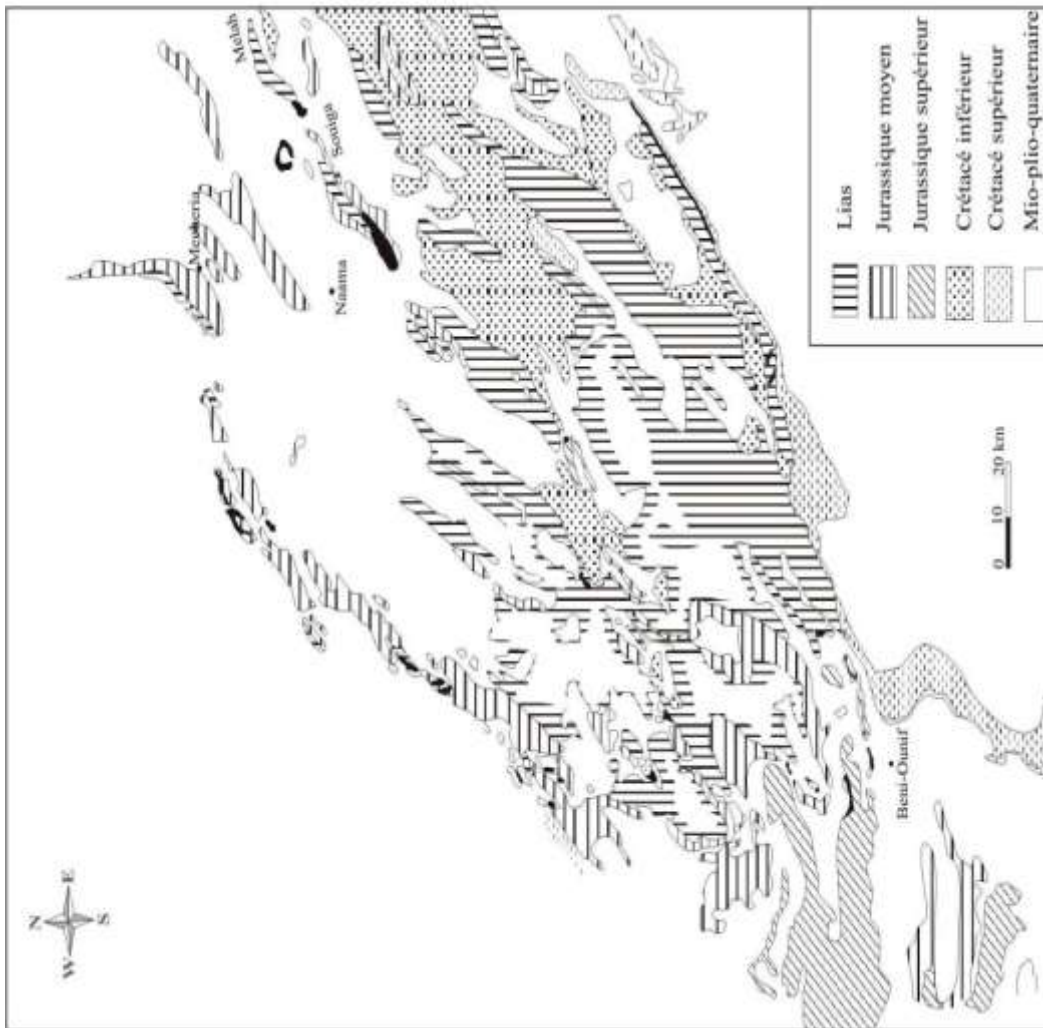 N
W
E
S
Melah
Souiga
Mecheria
Naama
Beni-Ounif
0 10 20 km
Lias
Jurassique moyen
Jurassique supérieur
Crétacé inférieur
Crétacé supérieur
Mio-plio-quaternaire